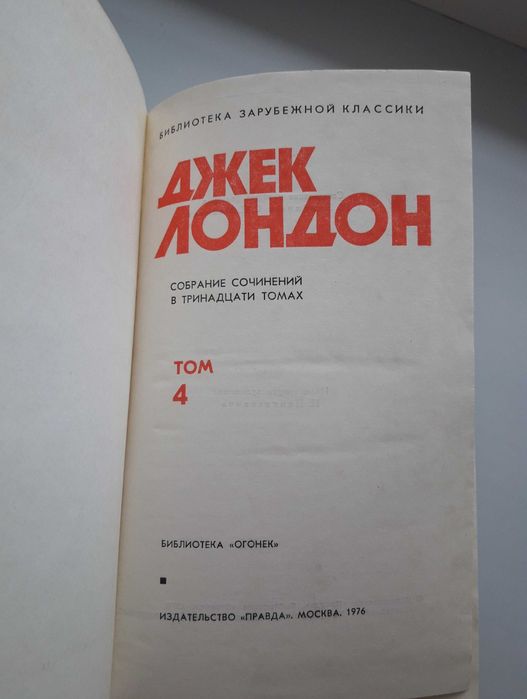 БИБЛИОТЕКА ЗАРУБЕЖНОЙ КЛАССИКИ
ДЖЕК
ЛОНДОН
СОБРАНИЕ СОЧИНЕНИЙ
В ТРИНАДЦАТИ ТОМАХ
ТОМ
4
БИБЛИОТЕКА «ОГОНЕК»
ИЗДАТЕЛЬСТВО «ПРАВДА». МОСКВА. 1976